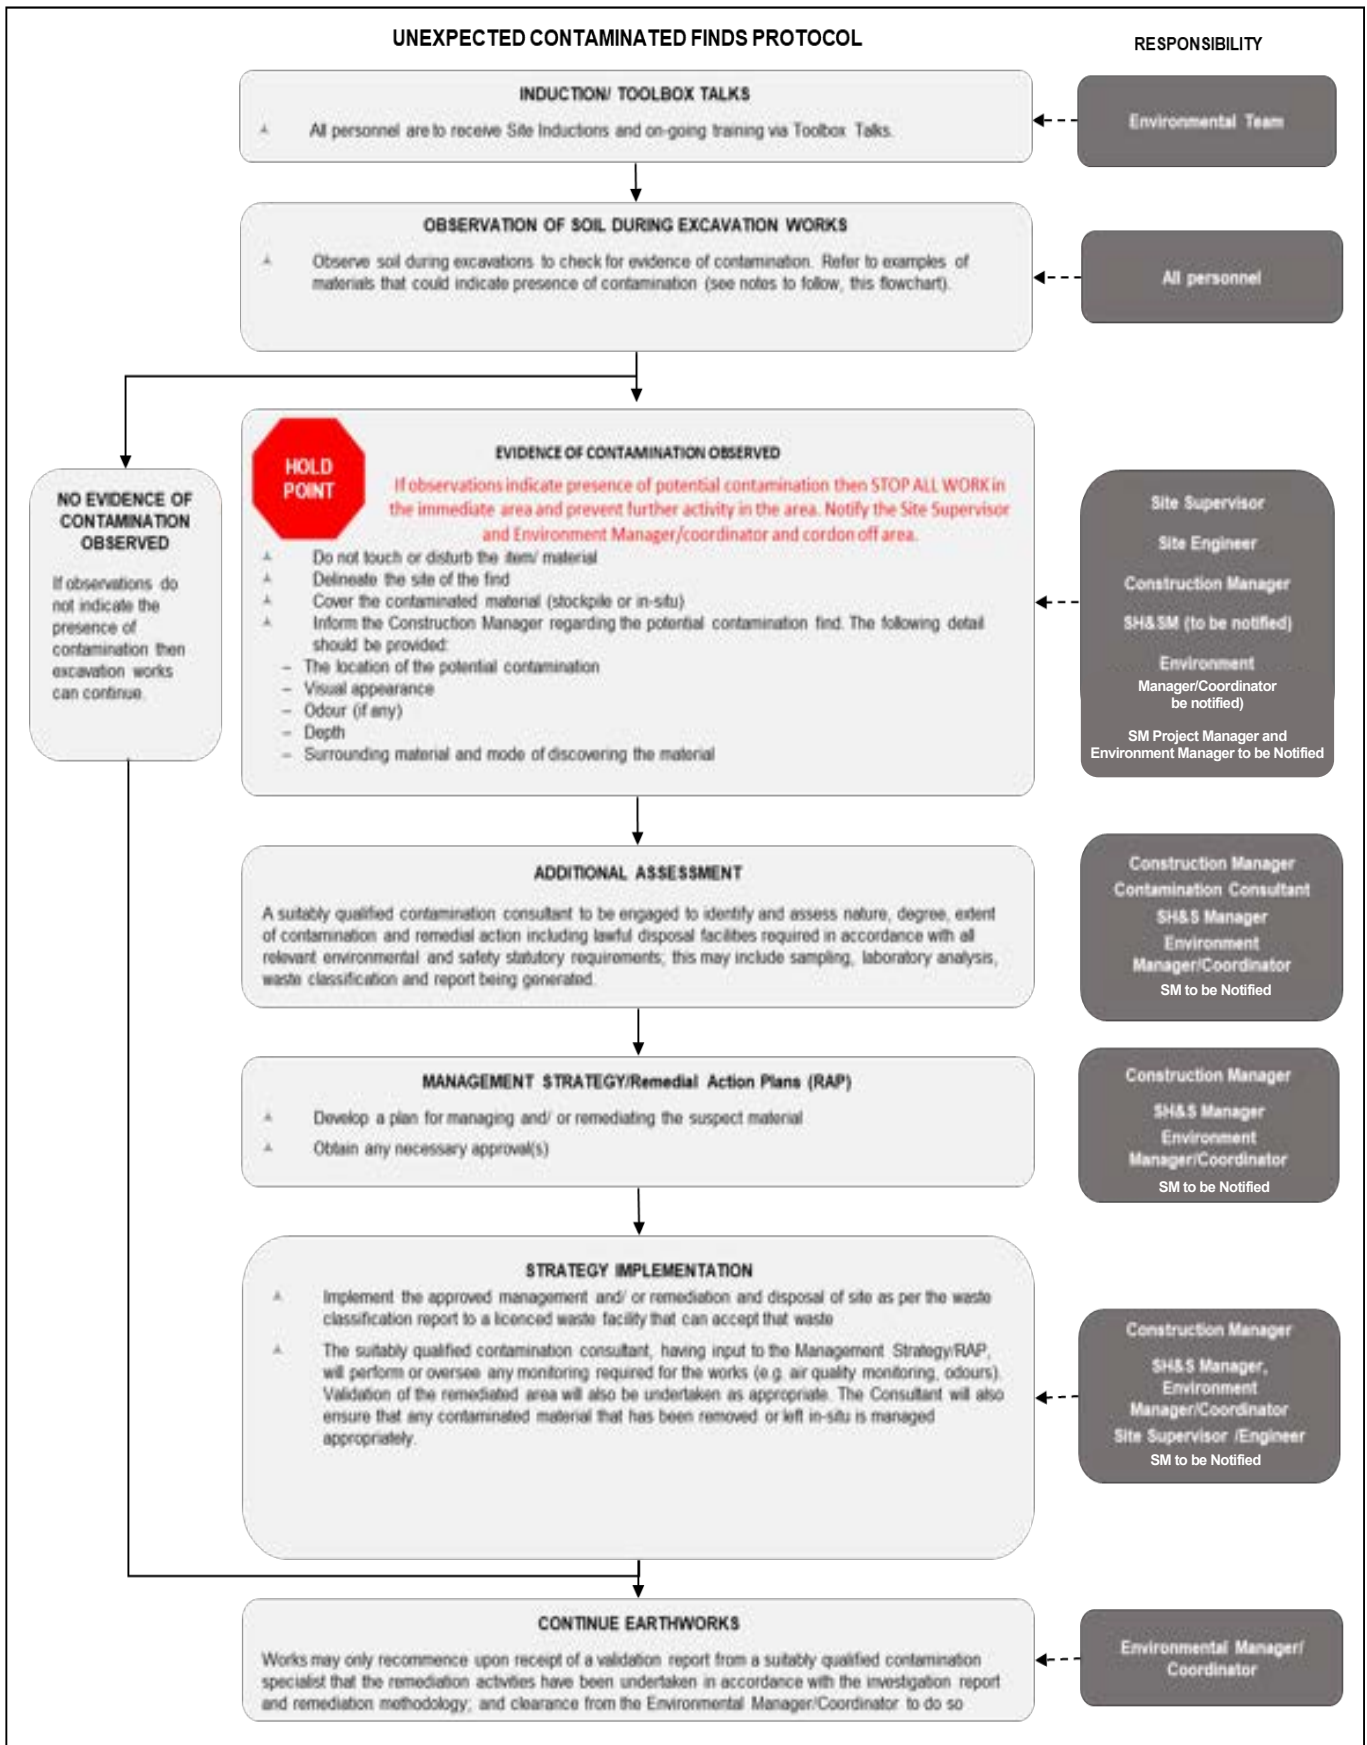 UNEXPECTED CONTAMINATED FINDS PROTOCOL
RESPONSIBILITY
INDUCTION/ TOOLBOX TALKS
All personnel are to receive Site Inductions and on-going training via Toolbox Talks.
Environmental Team
OBSERVATION OF SOIL DURING EXCAVATION WORKS
Observe soil during excavations to check for evidence of contamination. Refer to examples of
materials that could indicate presence of contamination (see notes to follow, this flowchart).
All personnel
NO EVIDENCE OF
CONTAMINATION
OBSERVED
If observations do
not indicate the
presence of
contamination then
excavation works
can continue.
HOLD
POINT
EVIDENCE OF CONTAMINATION OBSERVED
If observations indicate presence of potential contamination then STOP ALL WORK in
the immediate area and prevent further activity in the area. Notify the Site Supervisor
and Environment Manager/coordinator and cordon off area.
Do not touch or disturb the item/ material
Delineate the site of the find
Cover the contaminated material (stockpile or in-situ)
Inform the Construction Manager regarding the potential contamination find. The following detail
should be provided:
– The location of the potential contamination
– Visual appearance
– Odour (if any)
– Depth
– Surrounding material and mode of discovering the material
Site Supervisor
Site Engineer
Construction Manager
SH&SM (to be notified)
Environment
Manager/Coordinator
be notified)
SM Project Manager and
Environment Manager to be Notified
ADDITIONAL ASSESSMENT
A suitably qualified contamination consultant to be engaged to identify and assess nature, degree, extent
of contamination and remedial action including lawful disposal facilities required in accordance with all
relevant environmental and safety statutory requirements; this may include sampling, laboratory analysis,
waste classification and report being generated.
Construction Manager
Contamination Consultant
SH&S Manager
Environment
Manager/Coordinator
SM to be Notified
MANAGEMENT STRATEGY/Remedial Action Plans (RAP)
Develop a plan for managing and/ or remediating the suspect material
Obtain any necessary approval(s)
Construction Manager
SH&S Manager
Environment
Manager/Coordinator
SM to be Notified
STRATEGY IMPLEMENTATION
Implement the approved management and/ or remediation and disposal of site as per the waste
classification report to a licenced waste facility that can accept that waste
The suitably qualified contamination consultant, having input to the Management Strategy/RAP,
will perform or oversee any monitoring required for the works (e.g. air quality monitoring, odours).
Validation of the remediated area will also be undertaken as appropriate. The Consultant will also
ensure that any contaminated material that has been removed or left in-situ is managed
appropriately.
Construction Manager
SH&S Manager,
Environment
Manager/Coordinator
Site Supervisor /Engineer
SM to be Notified
CONTINUE EARTHWORKS
Works may only recommence upon receipt of a validation report from a suitably qualified contamination
specialist that the remediation activities have been undertaken in accordance with the investigation report
and remediation methodology; and clearance from the Environmental Manager/Coordinator to do so
Environmental Manager/
Coordinator